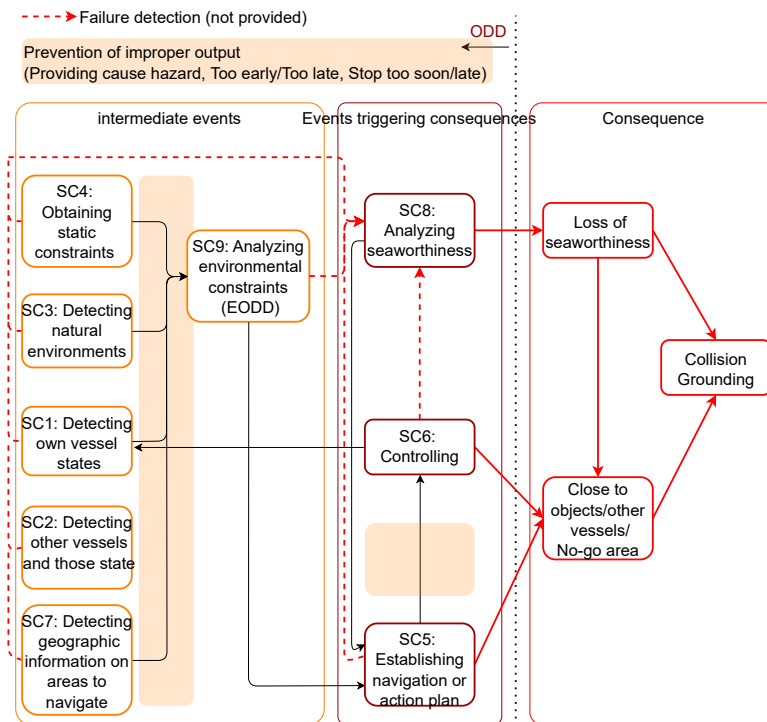 Failure detection (not provided)
ODD
Prevention of improper output
(Providing cause hazard, Too early/Too late, Stop too soon/late)
intermediate events
Events triggering consequences
Consequence
SC4:
Obtaining
static
constraints
SC9: Analyzing
environmental
constraints
(EODD)
SC3: Detecting
natural
environments
SC1: Detecting
own vessel
states
SC2: Detecting
other vessels
and those state
SC7: Detecting
geographic
information on
areas to
navigate
SC8:
Analyzing
seaworthiness
SC6:
Controlling
SC5:
Establishing
navigation or
action plan
Loss of
seaworthiness
Collision
Grounding
Close to
objects/other
vessels/
No-go area